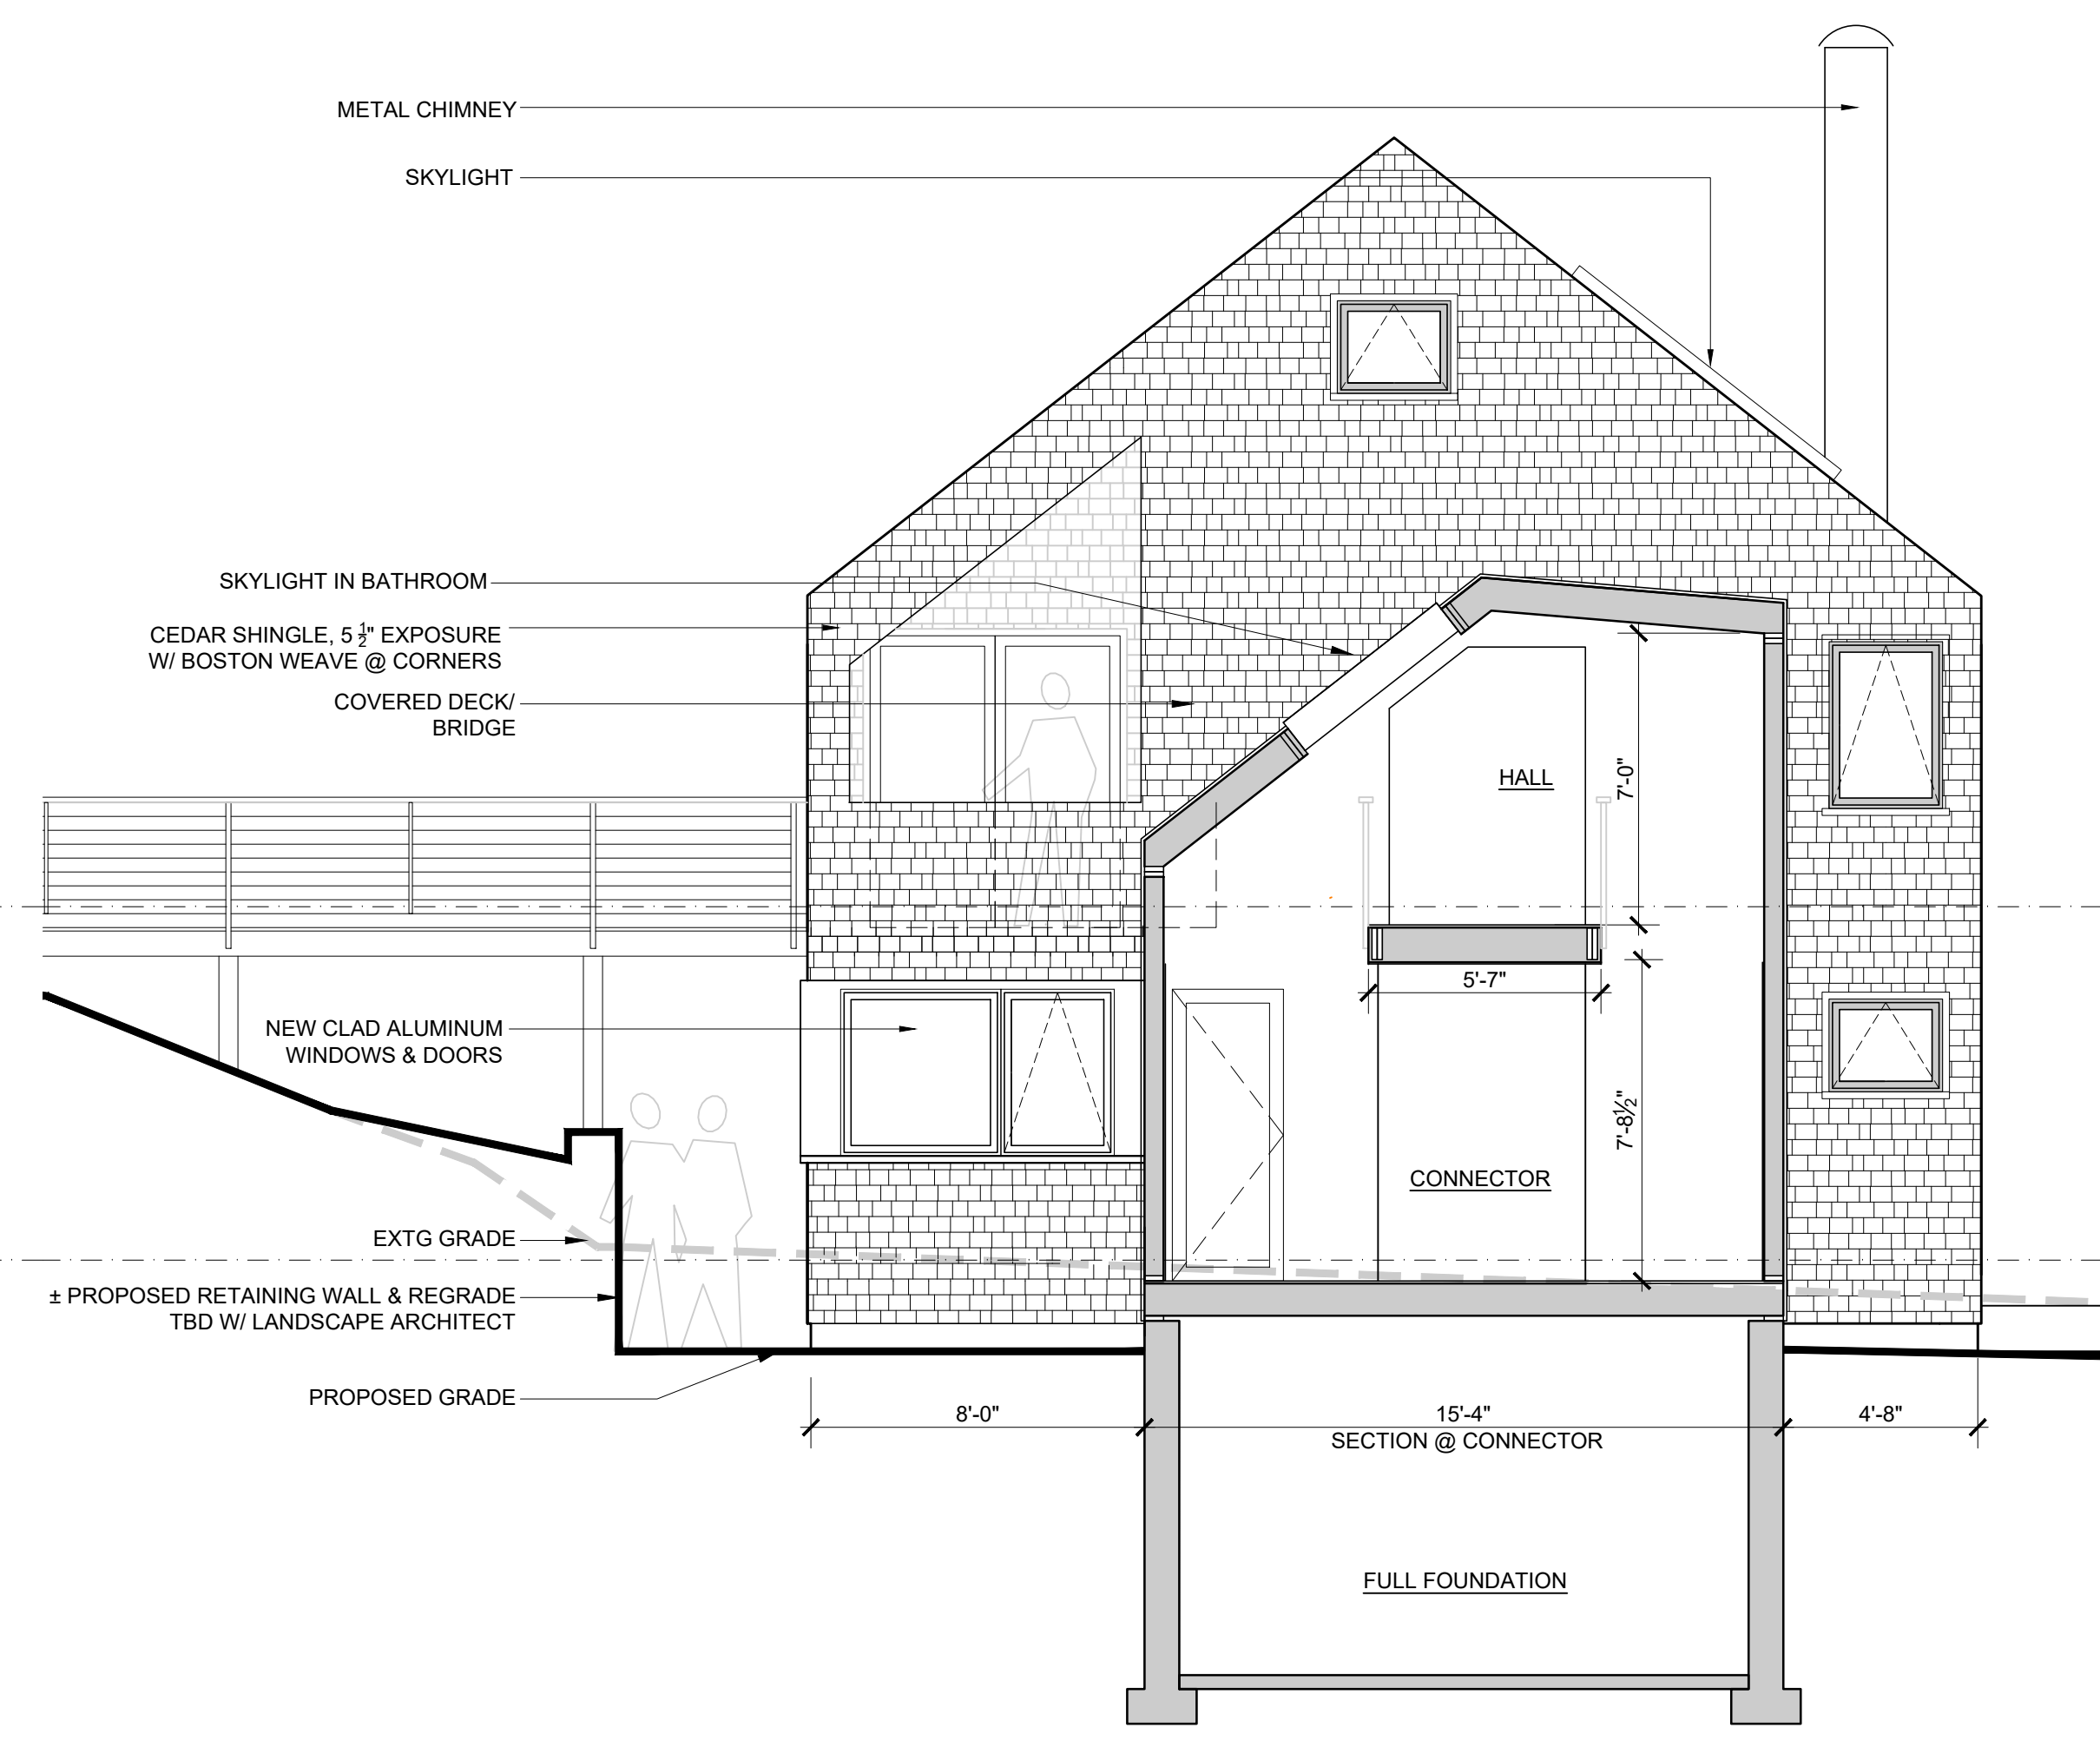 METAL CHIMNEY
SKYLIGHT
SKYLIGHT IN BATHROOM
CEDAR SHINGLE, 5 ½" EXPOSURE
W/ BOSTON WEAVE @ CORNERS
COVERED DECK/
BRIDGE
HALL
7'-0"
5'-7"
NEW CLAD ALUMINUM
WINDOWS & DOORS
7'-8½"
CONNECTOR
EXTG GRADE
± PROPOSED RETAINING WALL & REGRADE
TBD W/ LANDSCAPE ARCHITECT
PROPOSED GRADE
8'-0"
15'-4"
4'-8"
SECTION @ CONNECTOR
FULL FOUNDATION